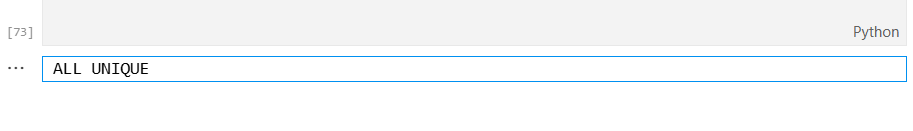 [73]
Python
... ALL UNIQUE